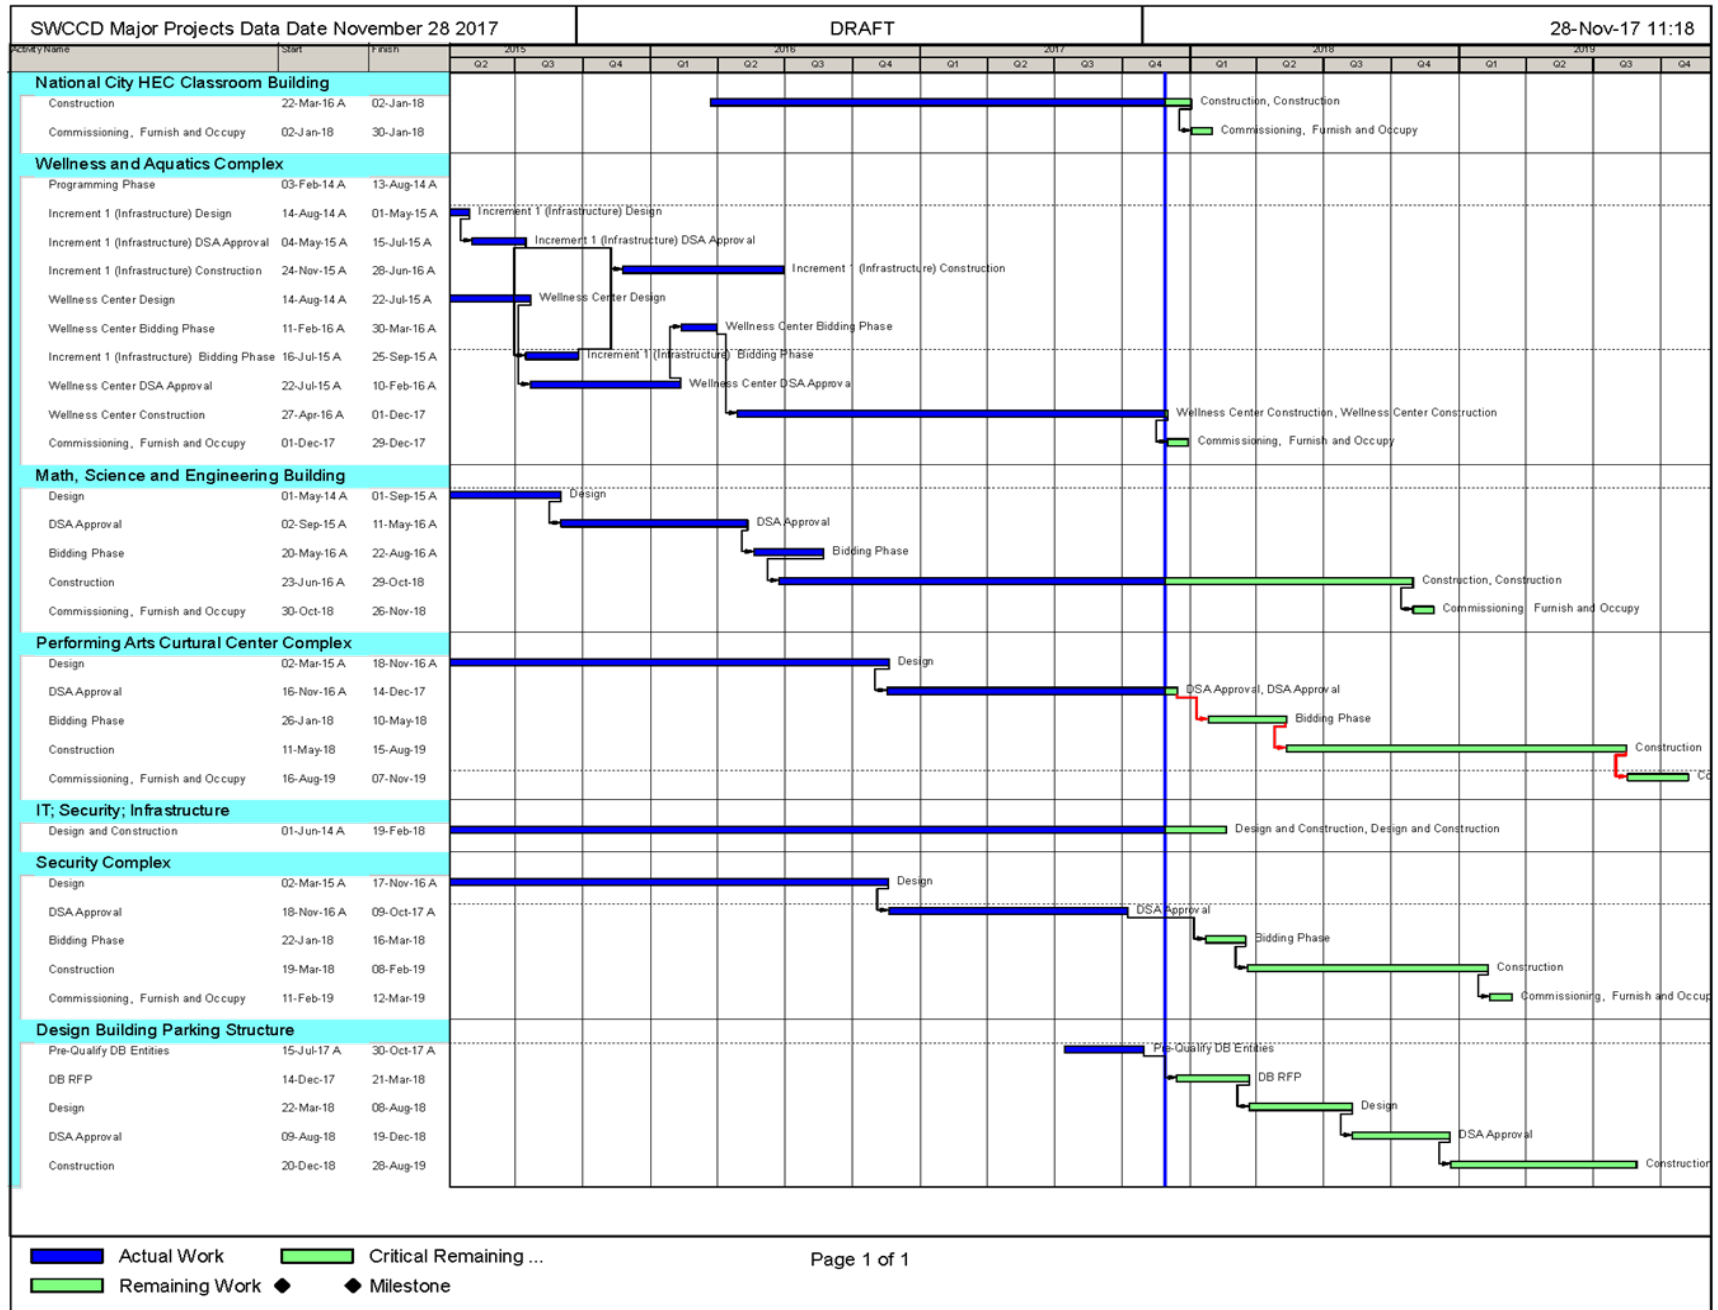 SWCCD Major Projects Data Date November 28 2017 DRAFT 28-Nov-17 11:18
Activity Name Start Finish 2015 2016 2017 2018 2019
Q2 Q3 Q4 Q1 Q2 Q3 Q4 Q1 Q2 Q3 Q4 Q1 Q2 Q3 Q4 Q1 Q2 Q3 Q4
National City HEC Classroom Building
Construction 22-Mar-16 A 02-Jan-18 Construction, Construction
Commissioning, Furnish and Occupy 02-Jan-18 30-Jan-18 Commissioning, Furnish and Occupy
Wellness and Aquatics Complex
Programming Phase 03-Feb-14 A 13-Aug-14 A
Increment 1 (Infrastructure) Design 14-Aug-14 A 01-May-15 A Increment 1 (Infrastructure) Design
Increment 1 (Infrastructure) DSA Approval 04-May-15 A 15-Jul-15 A Increment 1 (Infrastructure) DSA Approval
Increment 1 (Infrastructure) Construction 24-Nov-15 A 28-Jun-16 A Increment 1 (Infrastructure) Construction
Wellness Center Design 14-Aug-14 A 22-Jul-15 A Wellness Center Design
Wellness Center Bidding Phase 11-Feb-16 A 30-Mar-16 A Wellness Center Bidding Phase
Increment 1 (Infrastructure) Bidding Phase 16-Jul-15 A 25-Sep-15 A Increment 1 (Infrastructure) Bidding Phase
Wellness Center DSA Approval 22-Jul-15 A 10-Feb-16 A Wellness Center DSA Approva
Wellness Center Construction 27-Apr-16 A 01-Dec-17 Wellness Center Construction, Wellness Center Construction
Commissioning, Furnish and Occupy 01-Dec-17 29-Dec-17 Commissioning, Furnish and Occupy
Math, Science and Engineering Building
Design 01-May-14 A 01-Sep-15 A Design
DSA Approval 02-Sep-15 A 11-May-16 A DSA Approval
Bidding Phase 20-May-16 A 22-Aug-16 A Bidding Phase
Construction 23-Jun-16 A 29-Oct-18 Construction, Construction
Commissioning, Furnish and Occupy 30-Oct-18 26-Nov-18 Commissioning Furnish and Occupy
Performing Arts Curtural Center Complex
Design 02-Mar-15 A 18-Nov-16 A Design
DSA Approval 16-Nov-16 A 14-Dec-17 DSA Approval, DSA Approval
Bidding Phase 26-Jan-18 10-May-18 Bidding Phase
Construction 11-May-18 15-Aug-19 Construction
Commissioning, Furnish and Occupy 16-Aug-19 07-Nov-19 Co
IT; Security; Infrastructure
Design and Construction 01-Jun-14 A 19-Feb-18 Design and Construction, Design and Construction
Security Complex
Design 02-Mar-15 A 17-Nov-16 A Design
DSA Approval 18-Nov-16 A 09-Oct-17 A DSA Approval
Bidding Phase 22-Jan-18 16-Mar-18 Bidding Phase
Construction 19-Mar-18 08-Feb-19 Construction
Commissioning, Furnish and Occupy 11-Feb-19 12-Mar-19 Commissioning, Furnish and Occup
Design Building Parking Structure
Pre-Qualify DB Entities 15-Jul-17 A 30-Oct-17 A Pre-Qualify DB Entities
DB RFP 14-Dec-17 21-Mar-18 DB RFP
Design 22-Mar-18 08-Aug-18 Design
DSA Approval 09-Aug-18 19-Dec-18 DSA Approval
Construction 20-Dec-18 28-Aug-19 Construction
Actual Work Critical Remaining ... Page 1 of 1
Remaining Work Milestone